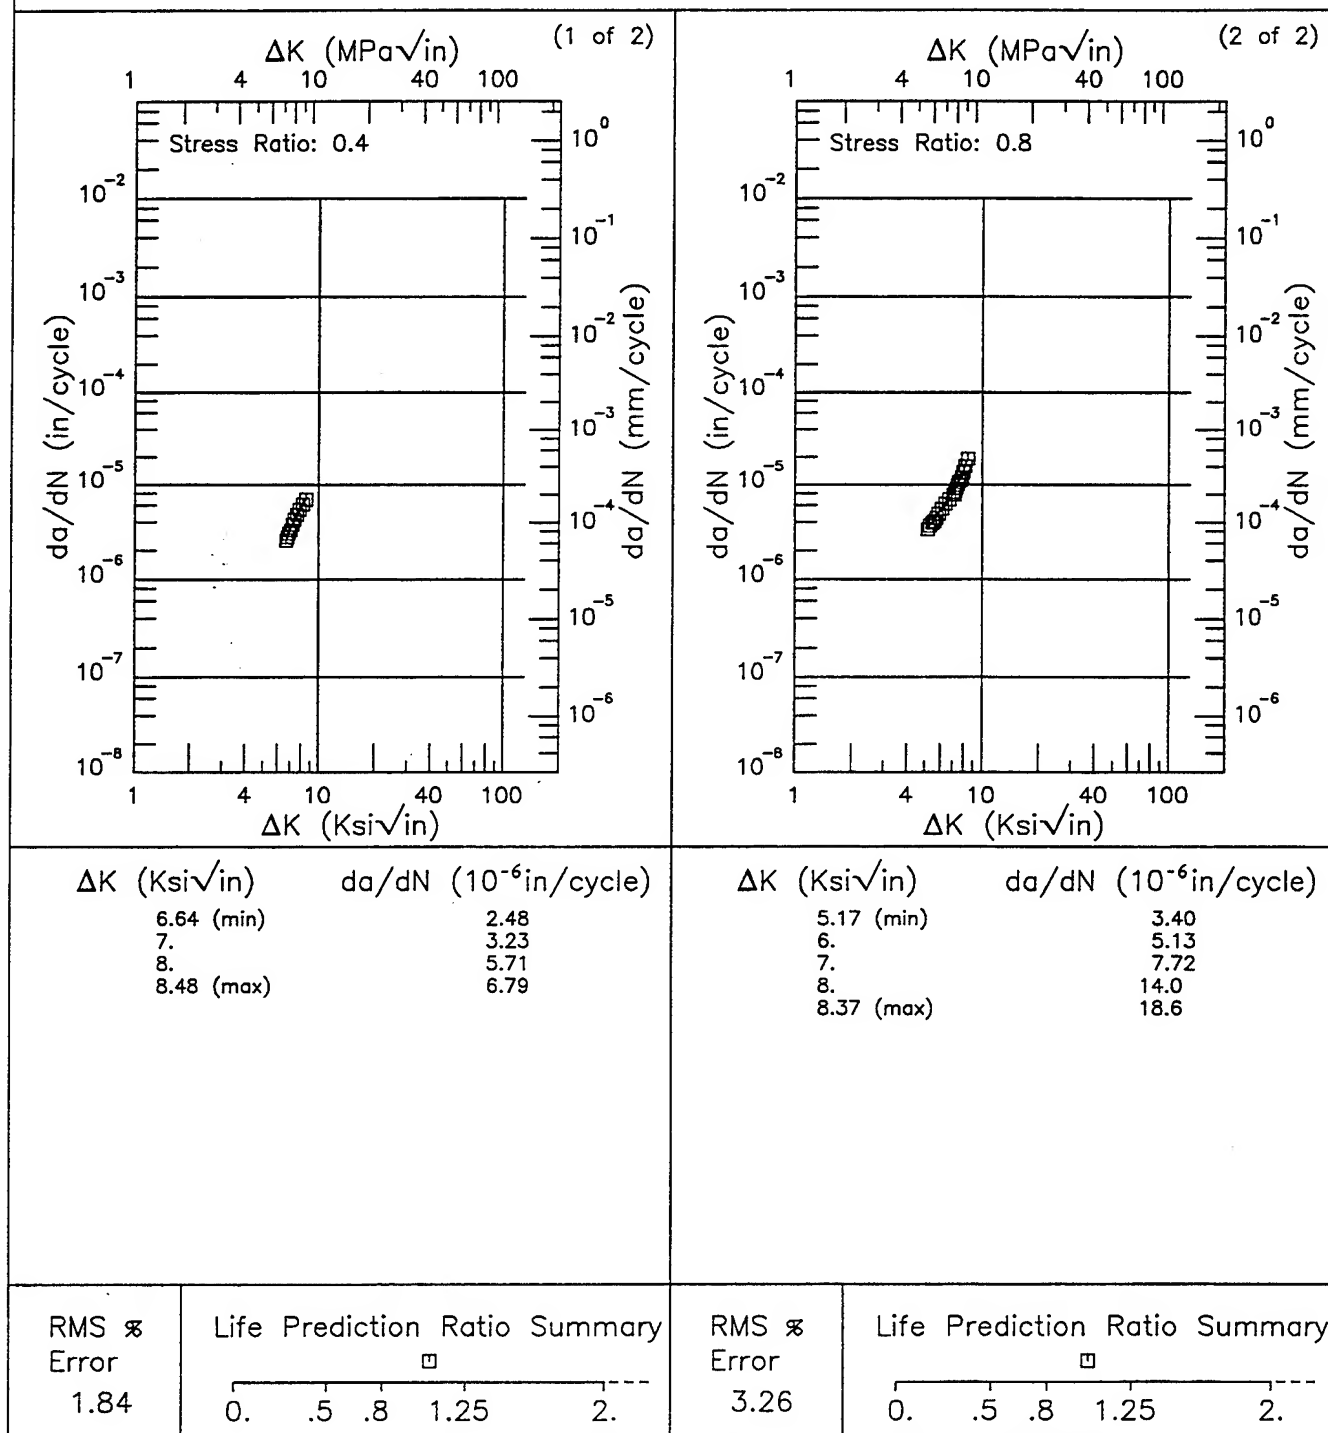 (1 of 2)
ΔK (MPa√in)
1 4 10 40 100
Stress Ratio: 0.4
10⁰
10⁻²
10⁻¹
10⁻³
10⁻²
10⁻⁴
10⁻³
10⁻⁵
10⁻⁴
10⁻⁶
10⁻⁵
10⁻⁷
10⁻⁶
10⁻⁸
da/dN (in/cycle)
da/dN (mm/cycle)
1 4 10 40 100
ΔK (Ksi√in)
ΔK (Ksi√in) da/dN (10⁻⁶in/cycle)
6.64 (min) 2.48
7. 3.23
8. 5.71
8.48 (max) 6.79
RMS % Error
1.84
Life Prediction Ratio Summary
0. .5 .8 1.25 2.
(2 of 2)
ΔK (MPa√in)
1 4 10 40 100
Stress Ratio: 0.8
10⁰
10⁻²
10⁻¹
10⁻³
10⁻²
10⁻⁴
10⁻³
10⁻⁵
10⁻⁴
10⁻⁶
10⁻⁵
10⁻⁷
10⁻⁶
10⁻⁸
da/dN (in/cycle)
da/dN (mm/cycle)
1 4 10 40 100
ΔK (Ksi√in)
ΔK (Ksi√in) da/dN (10⁻⁶in/cycle)
5.17 (min) 3.40
6. 5.13
7. 7.72
8. 14.0
8.37 (max) 18.6
RMS % Error
3.26
Life Prediction Ratio Summary
0. .5 .8 1.25 2.